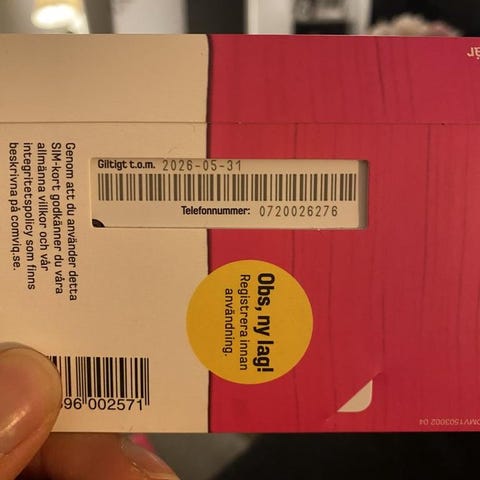 Giltigt t.o.m. 2026-05-31
Telefonnummer: 0720026276
Genom att du använder detta
SIM-kort godkänner du våra
allmänna villkor och vår
integritetspolicy som finns
beskrivna på comviq.se.
Obs, ny lag!
Registrera innan
användning.
896 002571